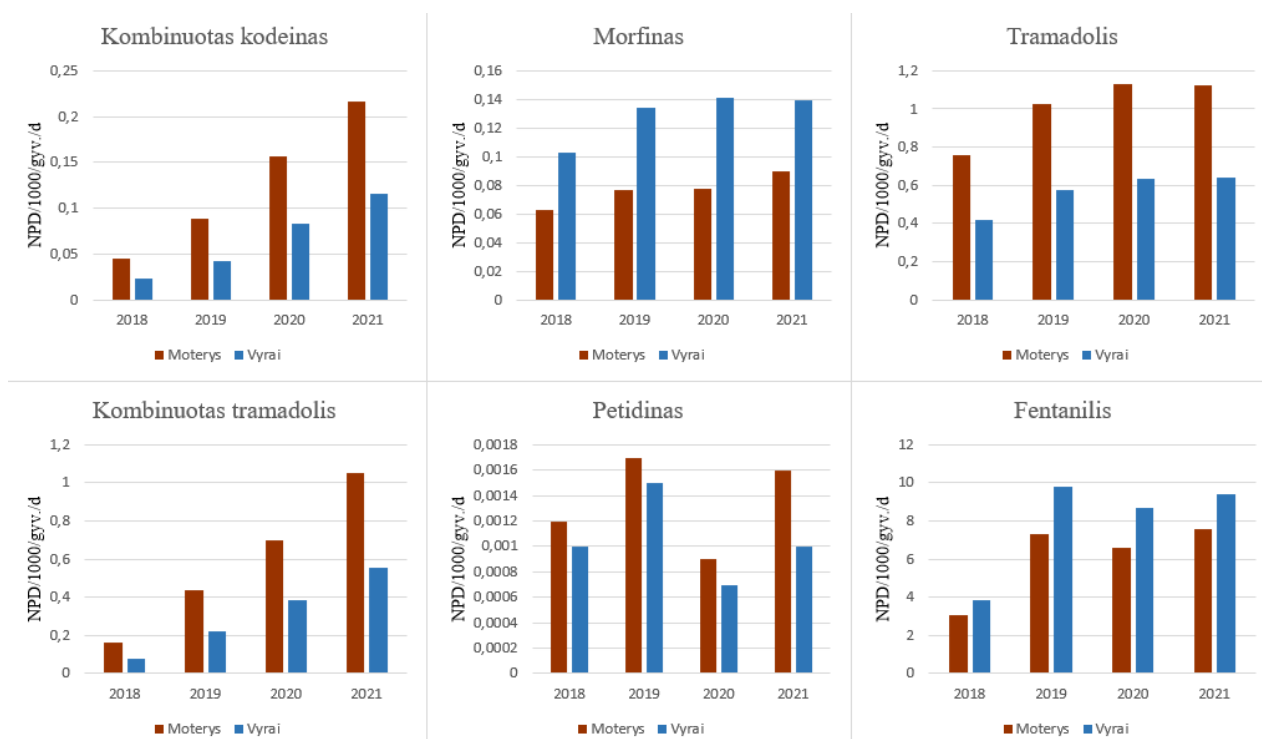 Kombinuotas kodeinas
NPD/1000/gyv./d
0,25
0,2
0,15
0,1
0,05
0
2018 2019 2020 2021
Moterys Vyrai
Morfinas
NPD/1000/gyv./d
0,16
0,14
0,12
0,1
0,08
0,06
0,04
0,02
0
2018 2019 2020 2021
Moterys Vyrai
Tramadolis
NPD/1000/gyv./d
1,2
1
0,8
0,6
0,4
0,2
0
2018 2019 2020 2021
Moterys Vyrai
Kombinuotas tramadolis
NPD/1000/gyv./d
1,2
1
0,8
0,6
0,4
0,2
0
2018 2019 2020 2021
Moterys Vyrai
Petidinas
NPD/1000/gyv./d
0,0018
0,0016
0,0014
0,0012
0,001
0,0008
0,0006
0,0004
0,0002
0
2018 2019 2020 2021
Moterys Vyrai
Fentanilis
NPD/1000/gyv./d
12
10
8
6
4
2
0
2018 2019 2020 2021
Moterys Vyrai